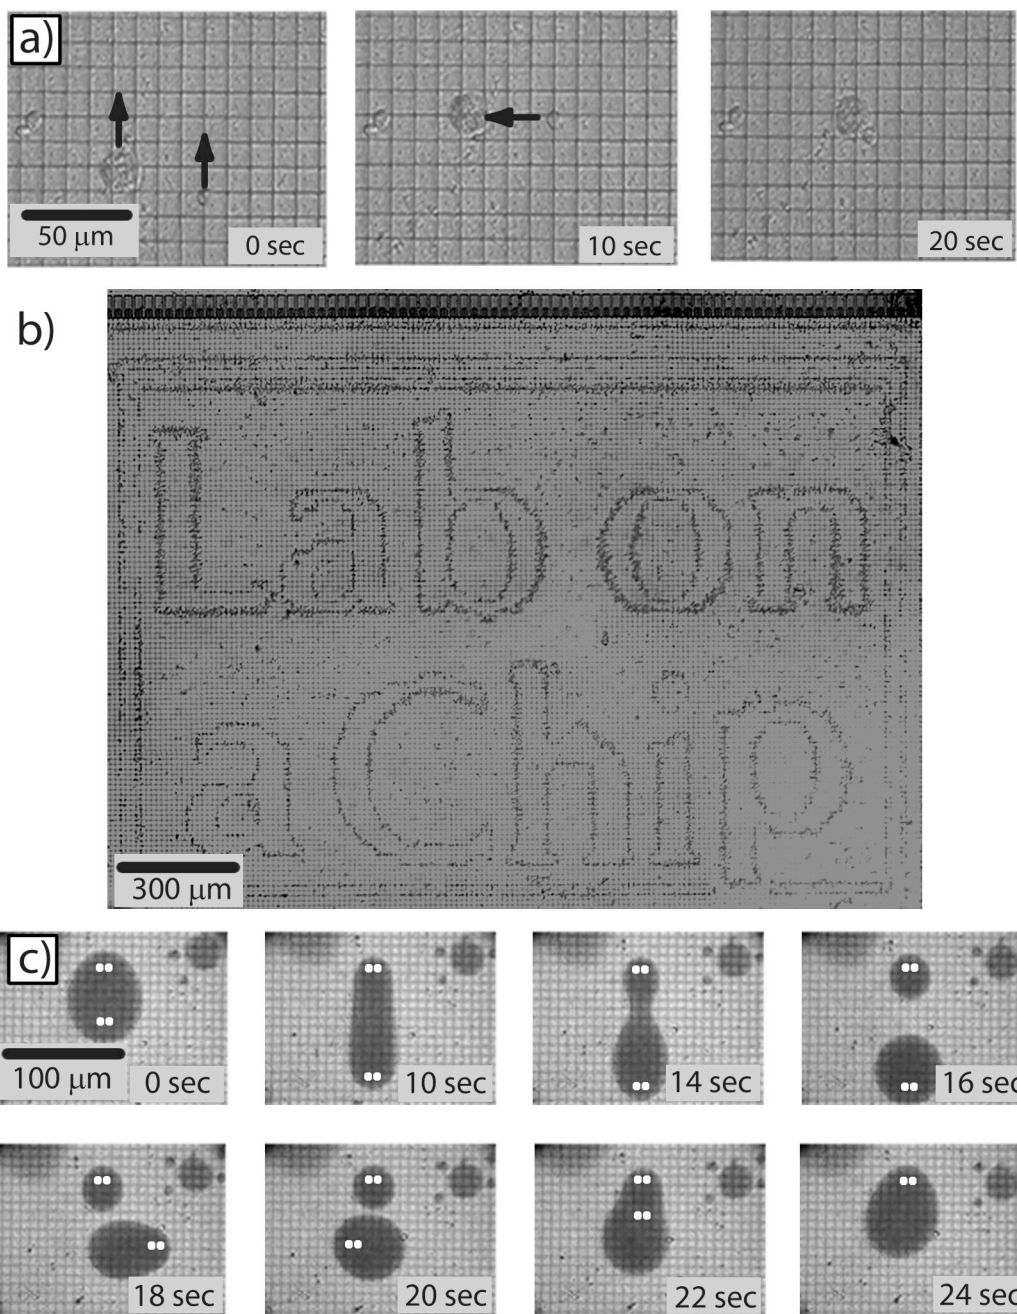 a)
50 μm
0 sec
10 sec
20 sec
b)
Lab on
a Chip
300 μm
c)
100 μm
0 sec
10 sec
14 sec
16 sec
18 sec
20 sec
22 sec
24 sec